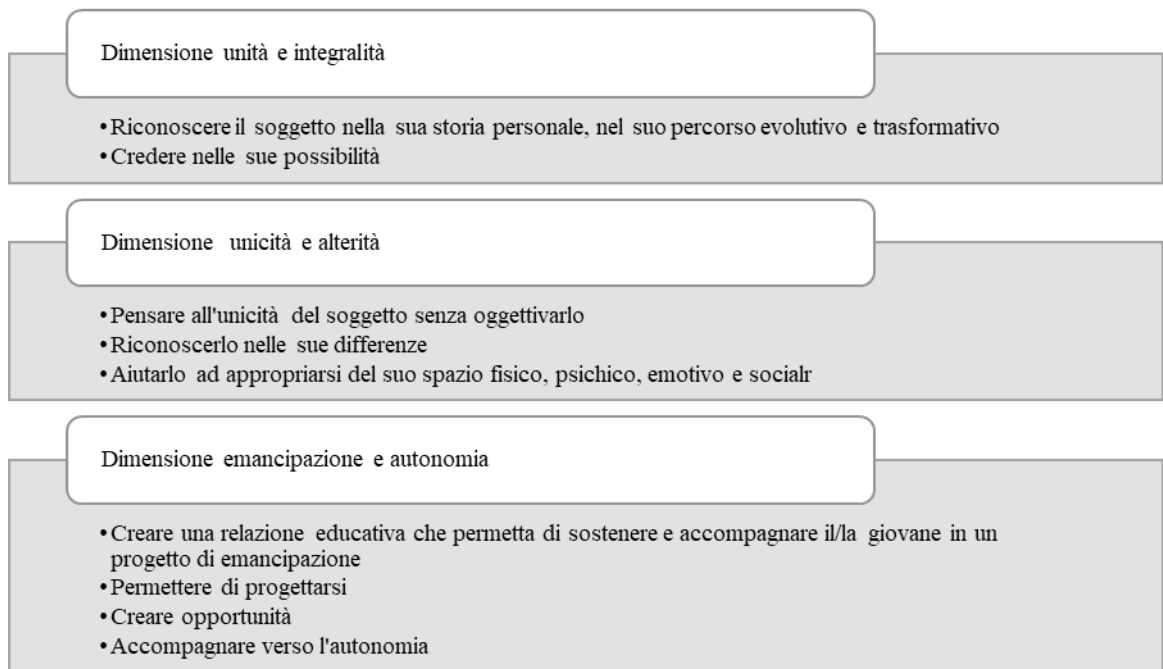 Dimensione unità e integralità
•Riconoscere il soggetto nella sua storia personale, nel suo percorso evolutivo e trasformativo
•Credere nelle sue possibilità
Dimensione unicità e alterità
•Pensare all'unicità del soggetto senza oggettivarlo
•Riconoscerlo nelle sue differenze
•Aiutarlo ad appropriarsi del suo spazio fisico, psichico, emotivo e socialr
Dimensione emancipazione e autonomia
•Creare una relazione educativa che permetta di sostenere e accompagnare il/la giovane in un
progetto di emancipazione
•Permettere di progettarsi
•Creare opportunità
•Accompagnare verso l'autonomia